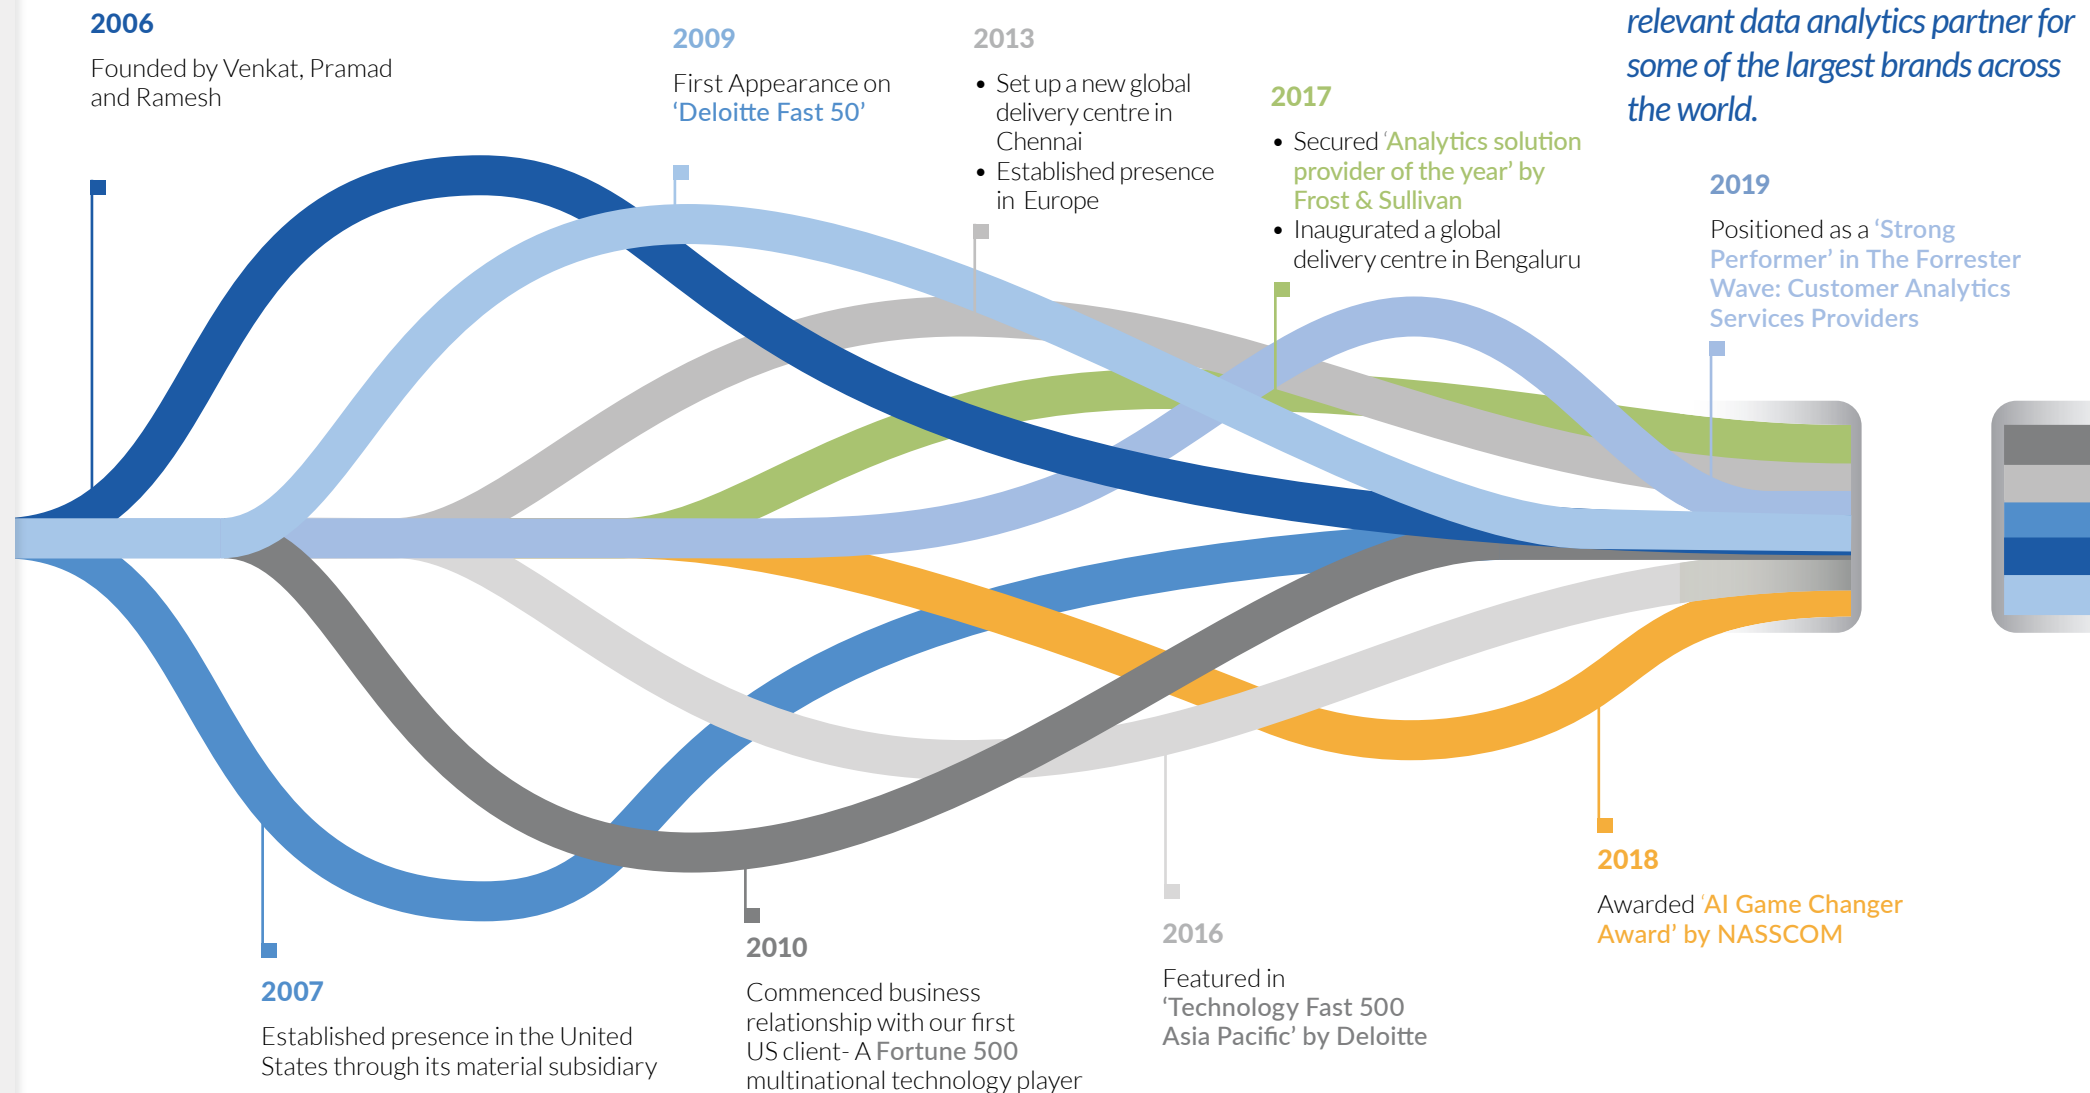 2006
Founded by Venkat, Pramad
and Ramesh
2009
First Appearance on
‘Deloitte Fast 50’
2013
• Set up a new global
delivery centre in
Chennai
• Established presence
in Europe
2017
• Secured ‘Analytics solution
provider of the year’ by
Frost & Sullivan
• Inaugurated a global
delivery centre in Bengaluru
relevant data analytics partner for
some of the largest brands across
the world.
2019
Positioned as a ‘Strong
Performer’ in The Forrester
Wave: Customer Analytics
Services Providers
2007
Established presence in the United
States through its material subsidiary
2010
Commenced business
relationship with our first
US client- A Fortune 500
multinational technology player
2016
Featured in
‘Technology Fast 500
Asia Pacific’ by Deloitte
2018
Awarded ‘AI Game Changer
Award’ by NASSCOM